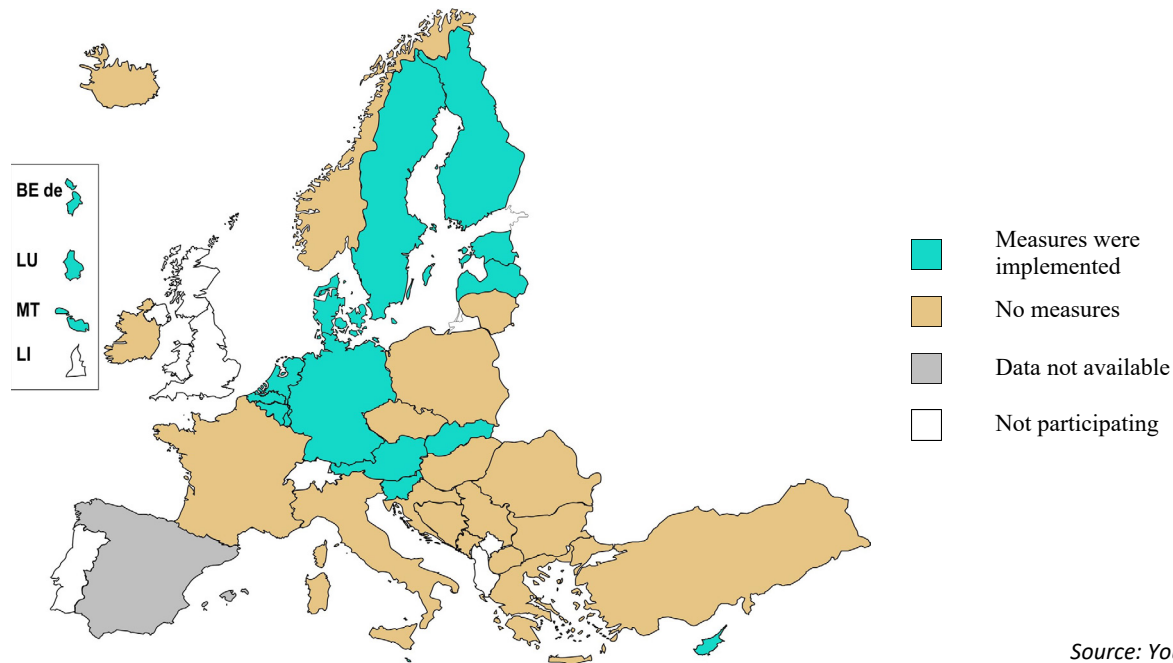 BE de
LU
MT
LI
Measures were
implemented
No measures
Data not available
Not participating
Source: Yo